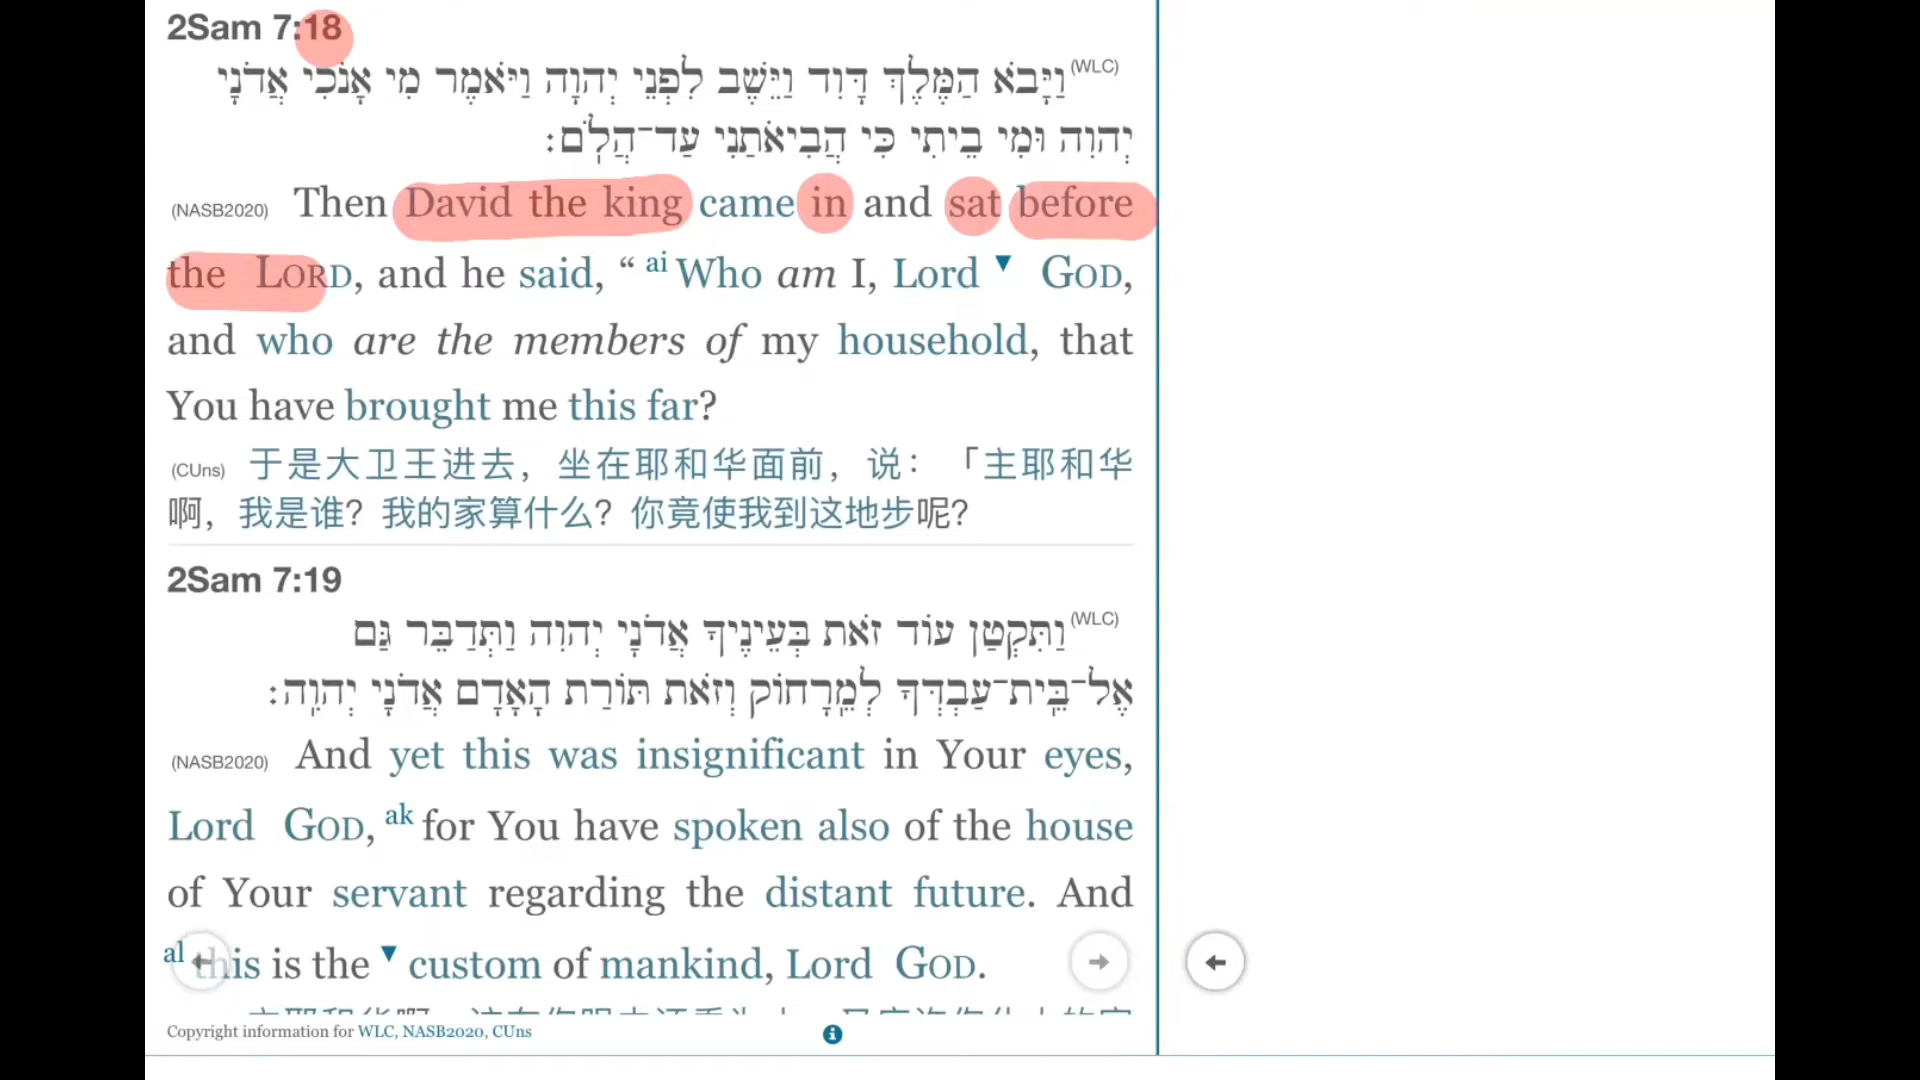 2Sam 7:18
(WLC) וַיָּבֹא הַמֶּלֶךְ דָּוִד וַיֵּשֶׁב לִפְנֵי יְהוָה וַיֹּאמֶר מִי אָנֹכִי אֲדֹנָי
יְהוִה וּמִי בֵיתִי כִּי הֲבִיאֹתַנִי עַד־הֲלֹם׃
(NASB2020) Then David the king came in and sat before
the LORD, and he said, “ ai Who am I, Lord ▼ GOD,
and who are the members of my household, that
You have brought me this far?
(CUns) 于是大卫王进去，坐在耶和华面前，说：「主耶和华
啊，我是谁？我的家算什么？你竟使我到这地步呢？
2Sam 7:19
(WLC) וַתִּקְטַן עוֹד זֹאת בְּעֵינֶיךָ אֲדֹנָי יְהוִה וַתְּדַבֵּר גַּם
אֶל־בֵּית־עַבְדְּךָ לְמֵרָחוֹק וְזֹאת תּוֹרַת הָאָדָם אֲדֹנָי יְהוִה׃
(NASB2020) And yet this was insignificant in Your eyes,
Lord GOD, ak for You have spoken also of the house
of Your servant regarding the distant future. And
al this is the ▼ custom of mankind, Lord GOD.
Copyright information for WLC, NASB2020, CUns